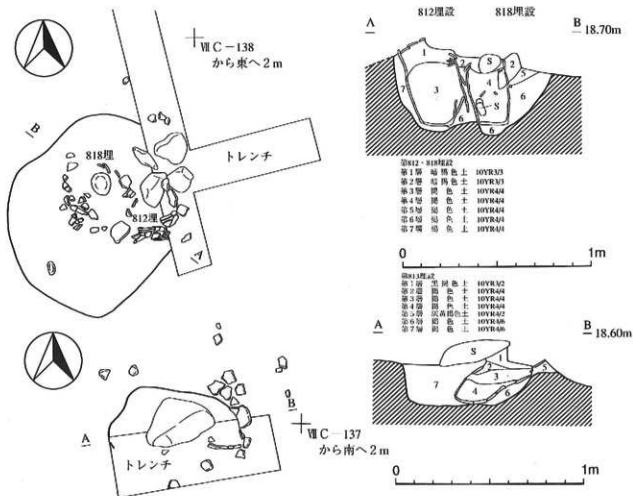 812埋設 818埋設
A B
18.70m
ⅦC-138
から東へ2m
1 2 S 2
3 4 5
7 6 S 6
B
818埋
トレンチ
812埋
A
第812・818埋設
第1層 暗褐色土 10YR3/3
第2層 暗褐色土 10YR3/3
第3層 褐色土 10YR4/4
第4層 褐色土 10YR4/4
第5層 褐色土 10YR4/4
第6層 褐色土 10YR4/4
第7層 褐色土 10YR4/4
0 1m
第813埋設
第1層 黒褐色土 10YR3/2
第2層 褐色土 10YR4/4
第3層 褐色土 10YR4/4
第4層 褐色土 10YR4/4
第5層 灰黄褐色土 10YR4/2
第6層 褐色土 10YR4/6
第7層 褐色土 10YR4/6
A B
18.60m
S
1
2 3 5
7 4 6
B
A
ⅦC-137
から南へ2m
トレンチ
0 1m